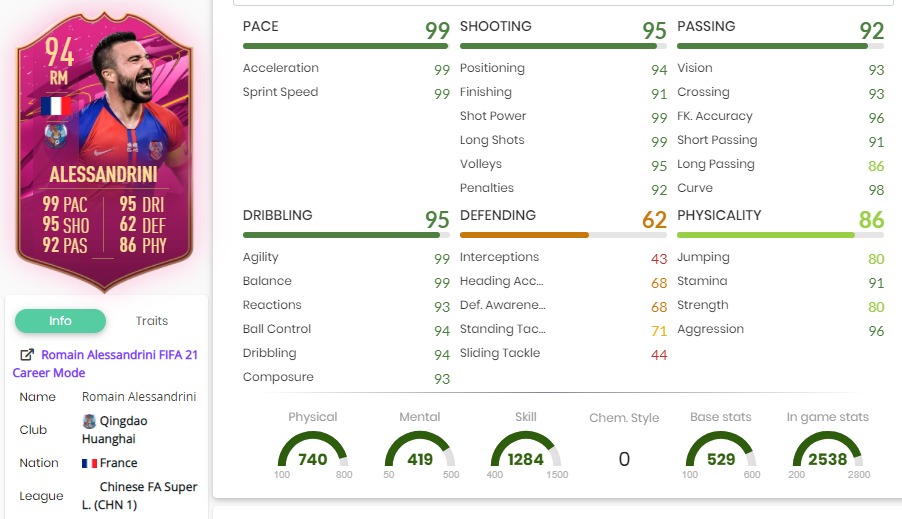 94
RM
ALESSANDRINI
99 PAC 95 DRI
95 SHO 62 DEF
92 PAS 86 PHY
Info Traits
Romain Alessandrini FIFA 21
Career Mode
Name Romain Alessandrini
Club Qingdao
Huanghai
Nation France
League Chinese FA Super
L. (CHN 1)
PACE 99
Acceleration 99
Sprint Speed 99
SHOOTING 95
Positioning 94
Finishing 91
Shot Power 99
Long Shots 99
Volleys 95
Penalties 92
PASSING 92
Vision 93
Crossing 93
FK. Accuracy 96
Short Passing 91
Long Passing 86
Curve 98
DRIBBLING 95
Agility 99
Balance 99
Reactions 93
Ball Control 94
Dribbling 94
Composure 93
DEFENDING 62
Interceptions 43
Heading Acc... 68
Def. Awarene... 68
Standing Tac... 71
Sliding Tackle 44
PHYSICALITY 86
Jumping 80
Stamina 91
Strength 80
Aggression 96
Physical
740
100 800
Mental
419
50 500
Skill
1284
400 1500
Chem. Style
0
Base stats
529
100 600
In game stats
2538
200 2800